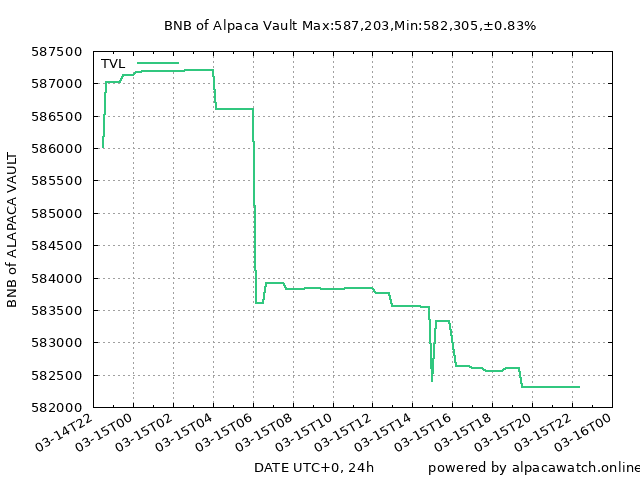 BNB of Alpaca Vault Max:587,203,Min:582,305,±0.83%
BNB of ALAPACA VAULT
587500
587000
586500
586000
585500
585000
584500
584000
583500
583000
582500
582000
TVL
03-14T22
03-15T00
03-15T02
03-15T04
03-15T06
03-15T08
03-15T10
03-15T12
03-15T14
03-15T16
03-15T18
03-15T20
03-15T22
03-16T00
DATE UTC+0, 24h
powered by alpacawatch.online